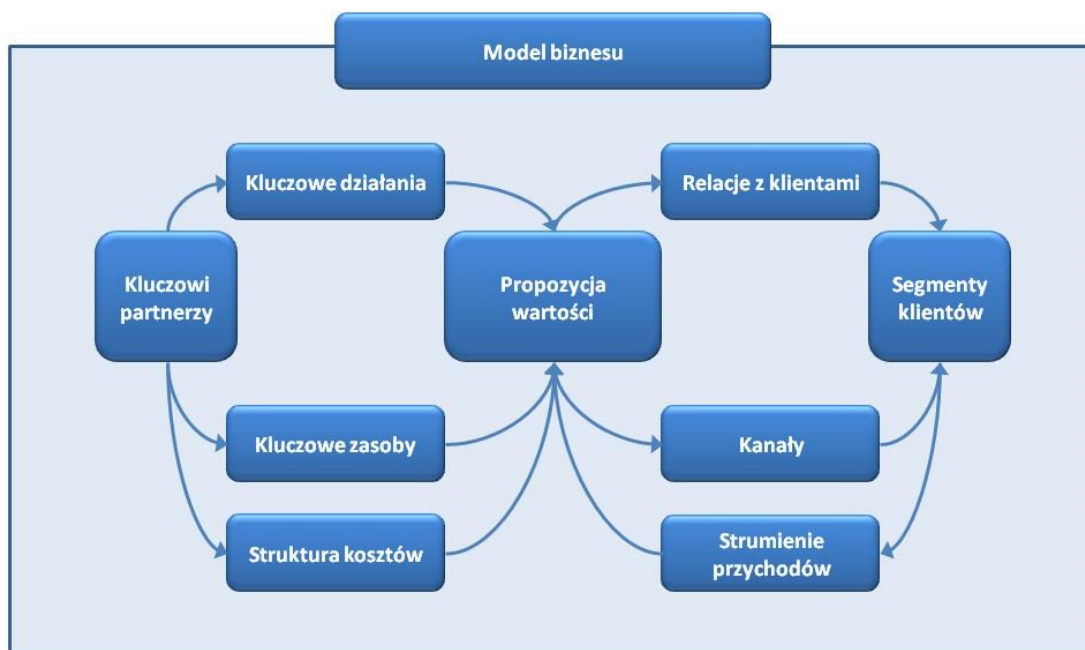 Model biznesu
Kluczowe działania
Relacje z klientami
Kluczowi
partnerzy
Propozycja
wartości
Segmenty
klientów
Kluczowe zasoby
Kanały
Struktura kosztów
Strumienie
przychodów